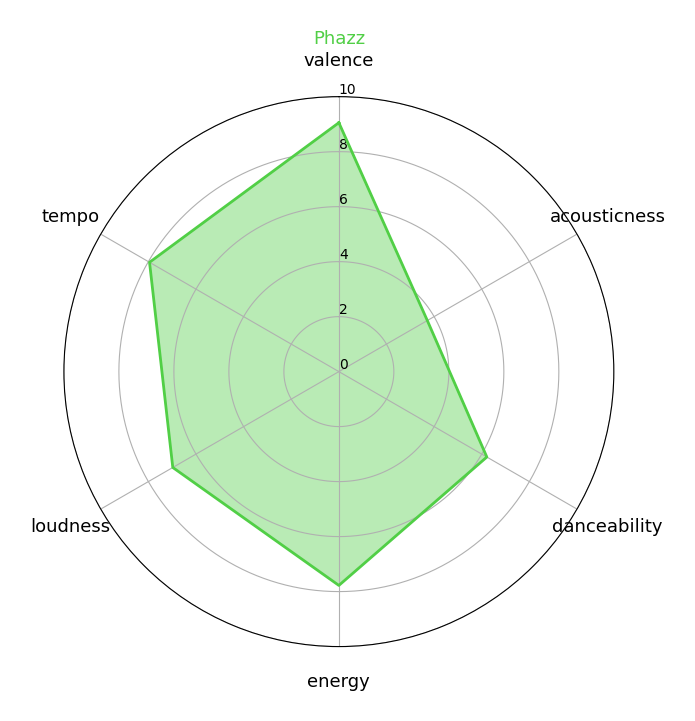 Phazz
valence
10
8
tempo
acousticness
6
4
2
0
loudness
danceability
energy